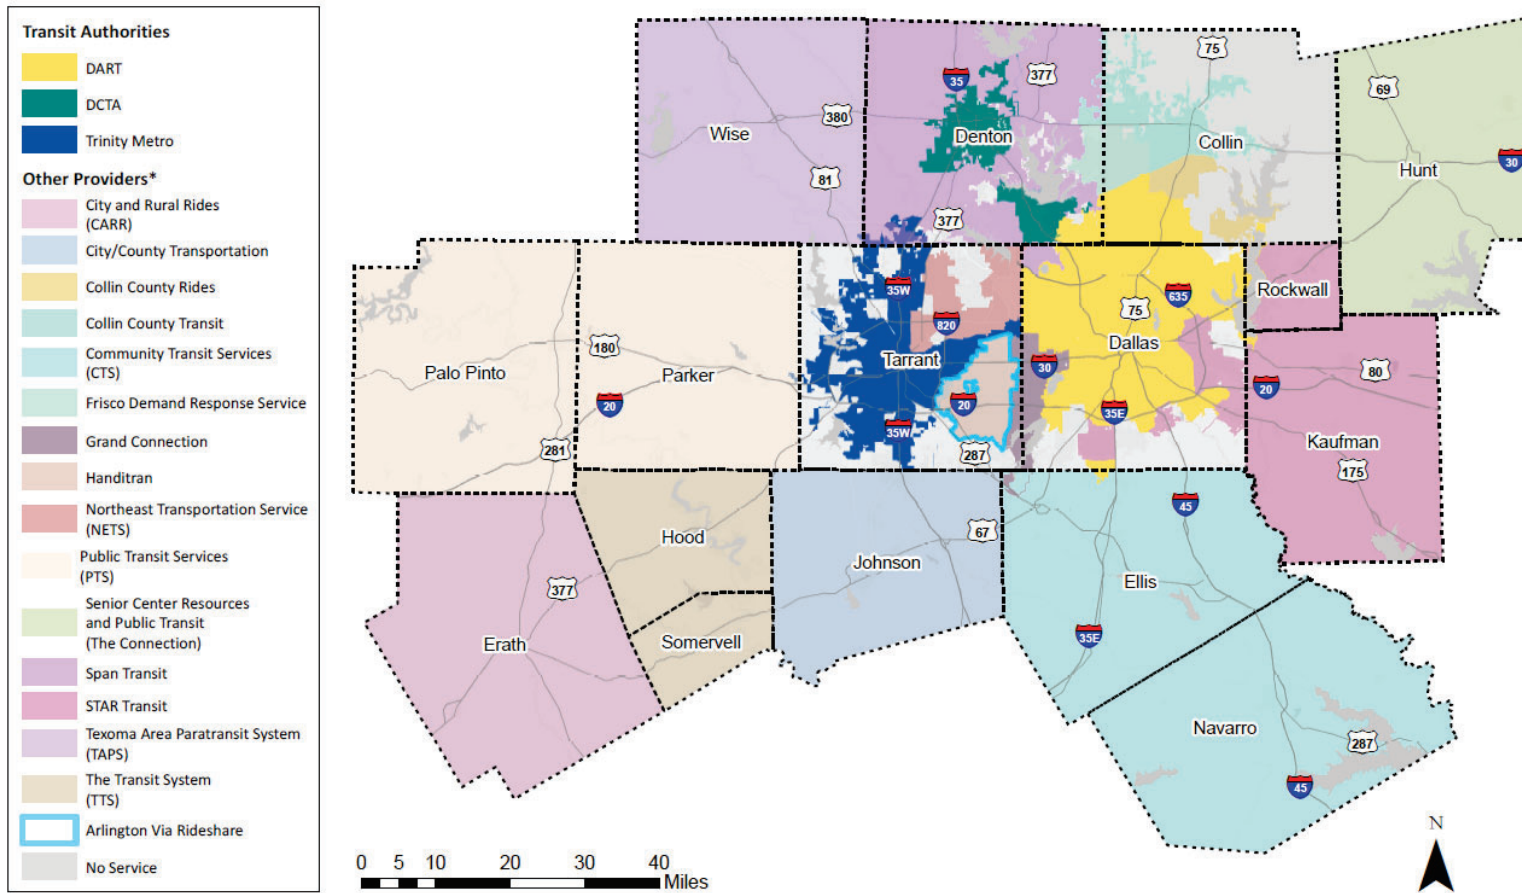 Transit Authorities
DART
DCTA
Trinity Metro
Other Providers*
City and Rural Rides
(CARR)
City/County Transportation
Collin County Rides
Collin County Transit
Community Transit Services
(CTS)
Frisco Demand Response Service
Grand Connection
Handitran
Northeast Transportation Service
(NETS)
Public Transit Services
(PTS)
Senior Center Resources
and Public Transit
(The Connection)
Span Transit
STAR Transit
Texoma Area Paratransit System
(TAPS)
The Transit System
(TTS)
Arlington Via Rideshare
No Service
75
35
377
69
380
Wise
Denton
Collin
30
Hunt
81
377
35W
635
Rockwall
75
820
180
Tarrant
Dallas
Palo Pinto
Parker
30
80
20
20
20
35E
35W
Kaufman
281
287
175
45
67
Hood
Johnson
Ellis
377
35E
Erath
Somervell
Navarro
287
45
N
0 5 10 20 30 40
Miles